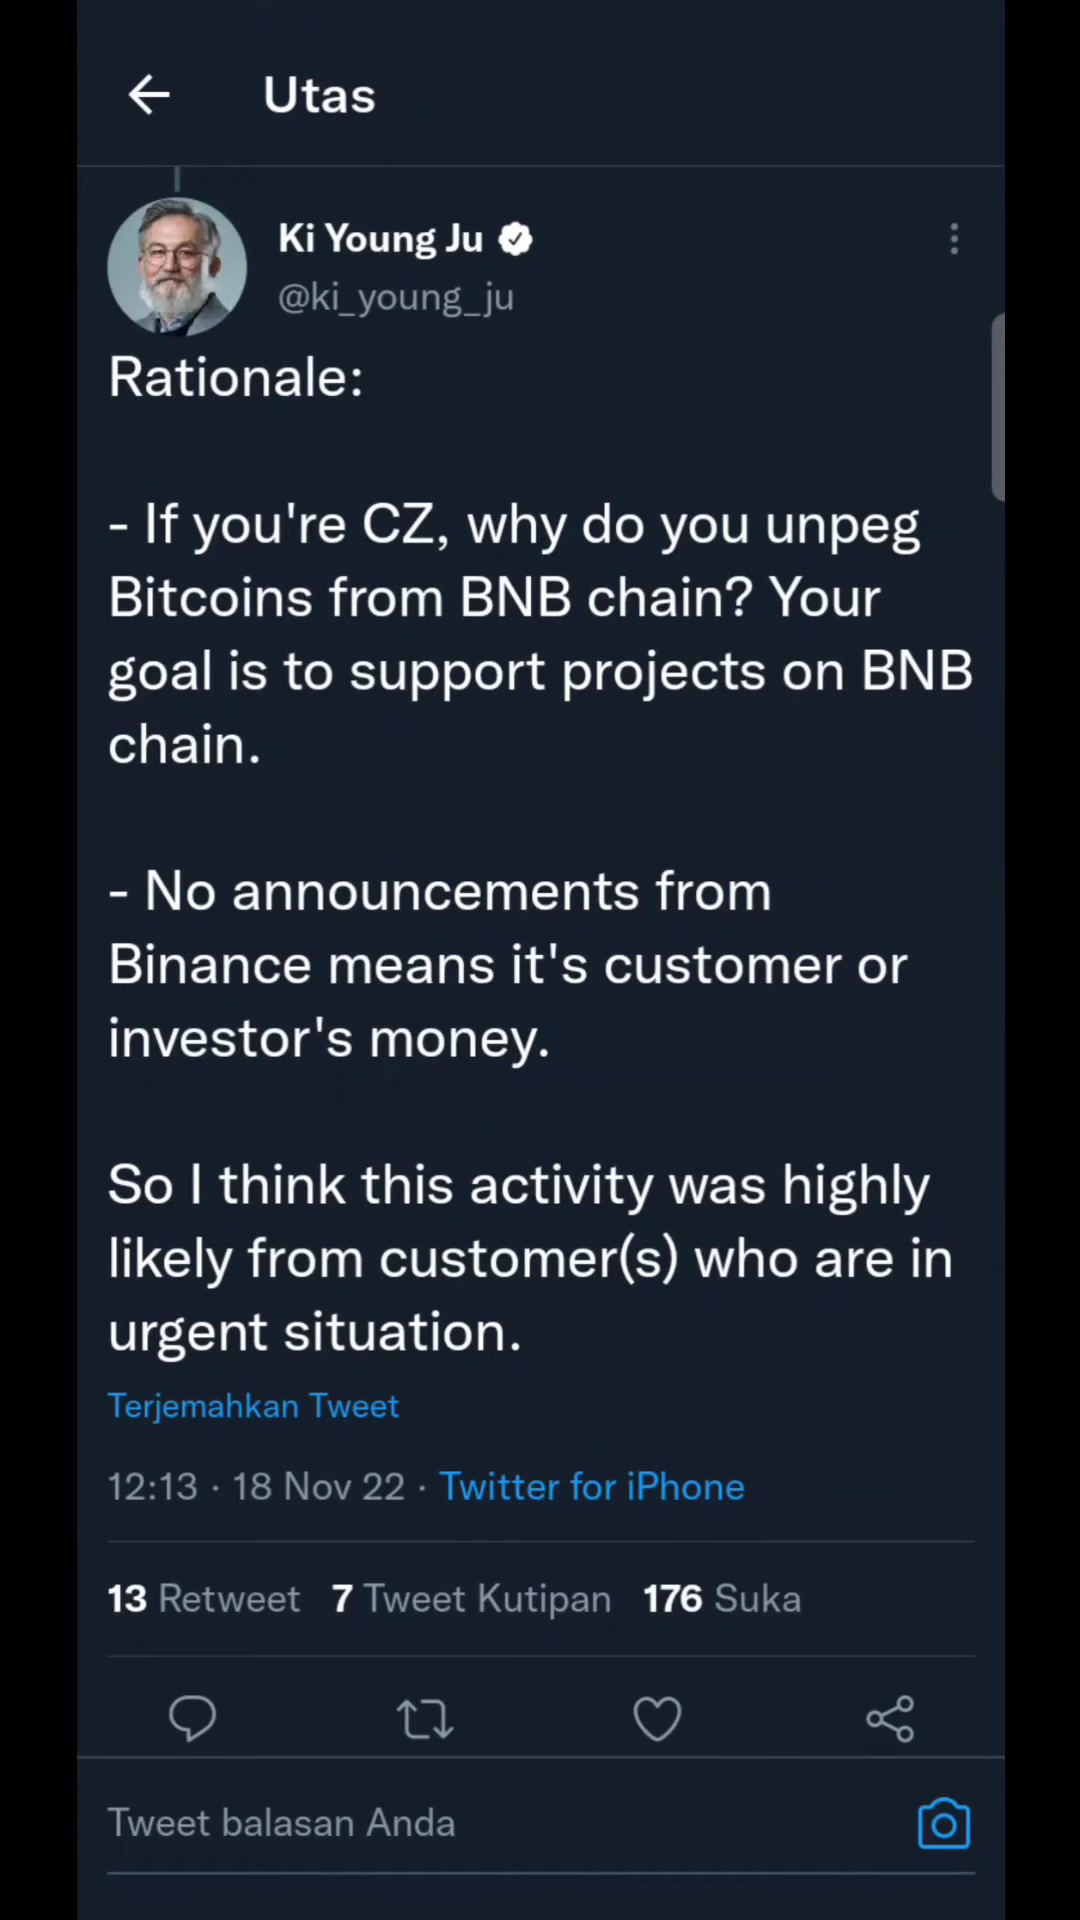 Utas
Ki Young Ju
@ki_young_ju
Rationale:
- If you're CZ, why do you unpeg
Bitcoins from BNB chain? Your
goal is to support projects on BNB
chain.
- No announcements from
Binance means it's customer or
investor's money.
So I think this activity was highly
likely from customer(s) who are in
urgent situation.
Terjemahkan Tweet
12:13 · 18 Nov 22 · Twitter for iPhone
13 Retweet 7 Tweet Kutipan 176 Suka
Tweet balasan Anda